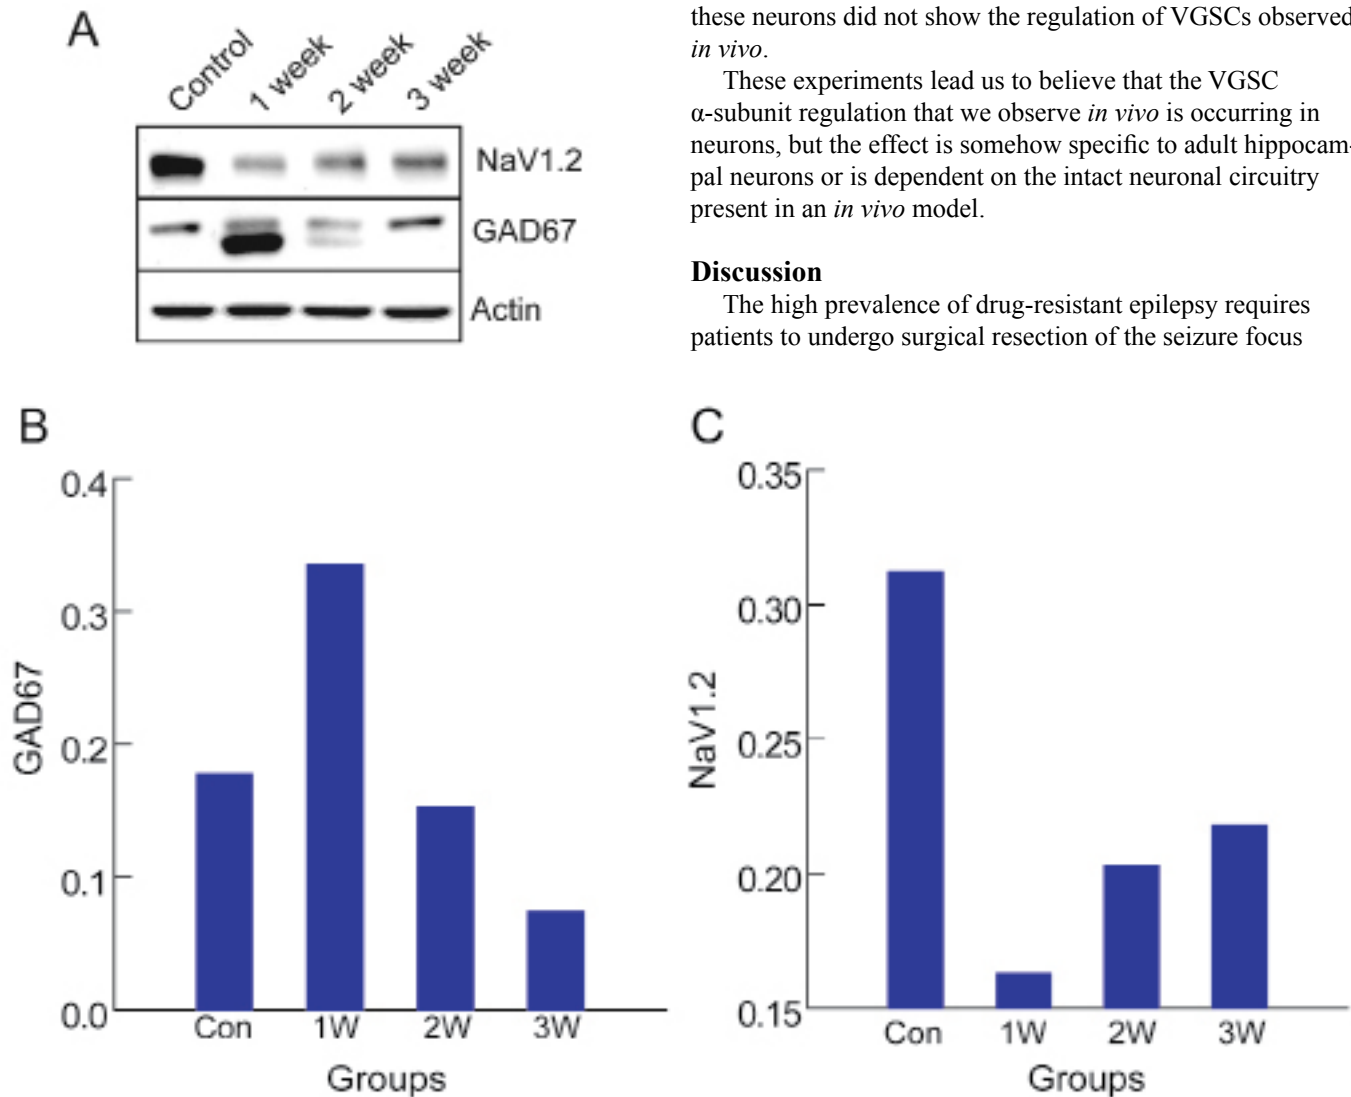 A
Control
1 week
2 week
3 week
NaV1.2
GAD67
Actin
these neurons did not show the regulation of VGSCs observed
in vivo.
These experiments lead us to believe that the VGSC
α-subunit regulation that we observe in vivo is occurring in
neurons, but the effect is somehow specific to adult hippocam-
pal neurons or is dependent on the intact neuronal circuitry
present in an in vivo model.
Discussion
The high prevalence of drug-resistant epilepsy requires
patients to undergo surgical resection of the seizure focus
B
0.4
0.3
0.2
0.1
0.0
GAD67
Con 1W 2W 3W
Groups
C
0.35
0.30
0.25
0.20
0.15
NaV1.2
Con 1W 2W 3W
Groups